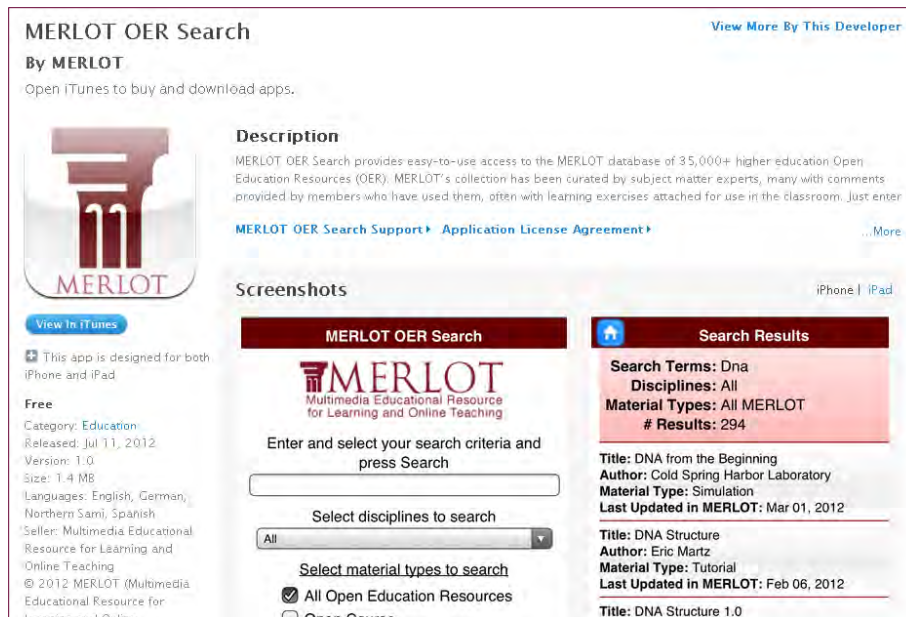 MERLOT OER Search
View More By This Developer
By MERLOT
Open iTunes to buy and download apps.
MERLOT
View In iTunes
This app is designed for both
iPhone and iPad
Free
Category: Education
Released: Jul 11, 2012
Version: 1.0
Size: 1.4 MB
Languages: English, German,
Northern Sami, Spanish
Seller: Multimedia Educational
Resource for Learning and
Online Teaching
© 2012 MERLOT (Multimedia
Educational Resource for
Description
MERLOT OER Search provides easy-to-use access to the MERLOT database of 35,000+ higher education Open
Education Resources (OER). MERLOT's collection has been curated by subject matter experts, many with comments
provided by members who have used them, often with learning exercises attached for use in the classroom. Just enter
MERLOT OER Search Support Application License Agreement
...More
Screenshots
iPhone | iPad
MERLOT OER Search
MERLOT
Multimedia Educational Resource
for Learning and Online Teaching
Enter and select your search criteria and
press Search
Select disciplines to search
All
Select material types to search
All Open Education Resources
Search Results
Search Terms: Dna
Disciplines: All
Material Types: All MERLOT
# Results: 294
Title: DNA from the Beginning
Author: Cold Spring Harbor Laboratory
Material Type: Simulation
Last Updated in MERLOT: Mar 01, 2012
Title: DNA Structure
Author: Eric Martz
Material Type: Tutorial
Last Updated in MERLOT: Feb 06, 2012
Title: DNA Structure 1.0